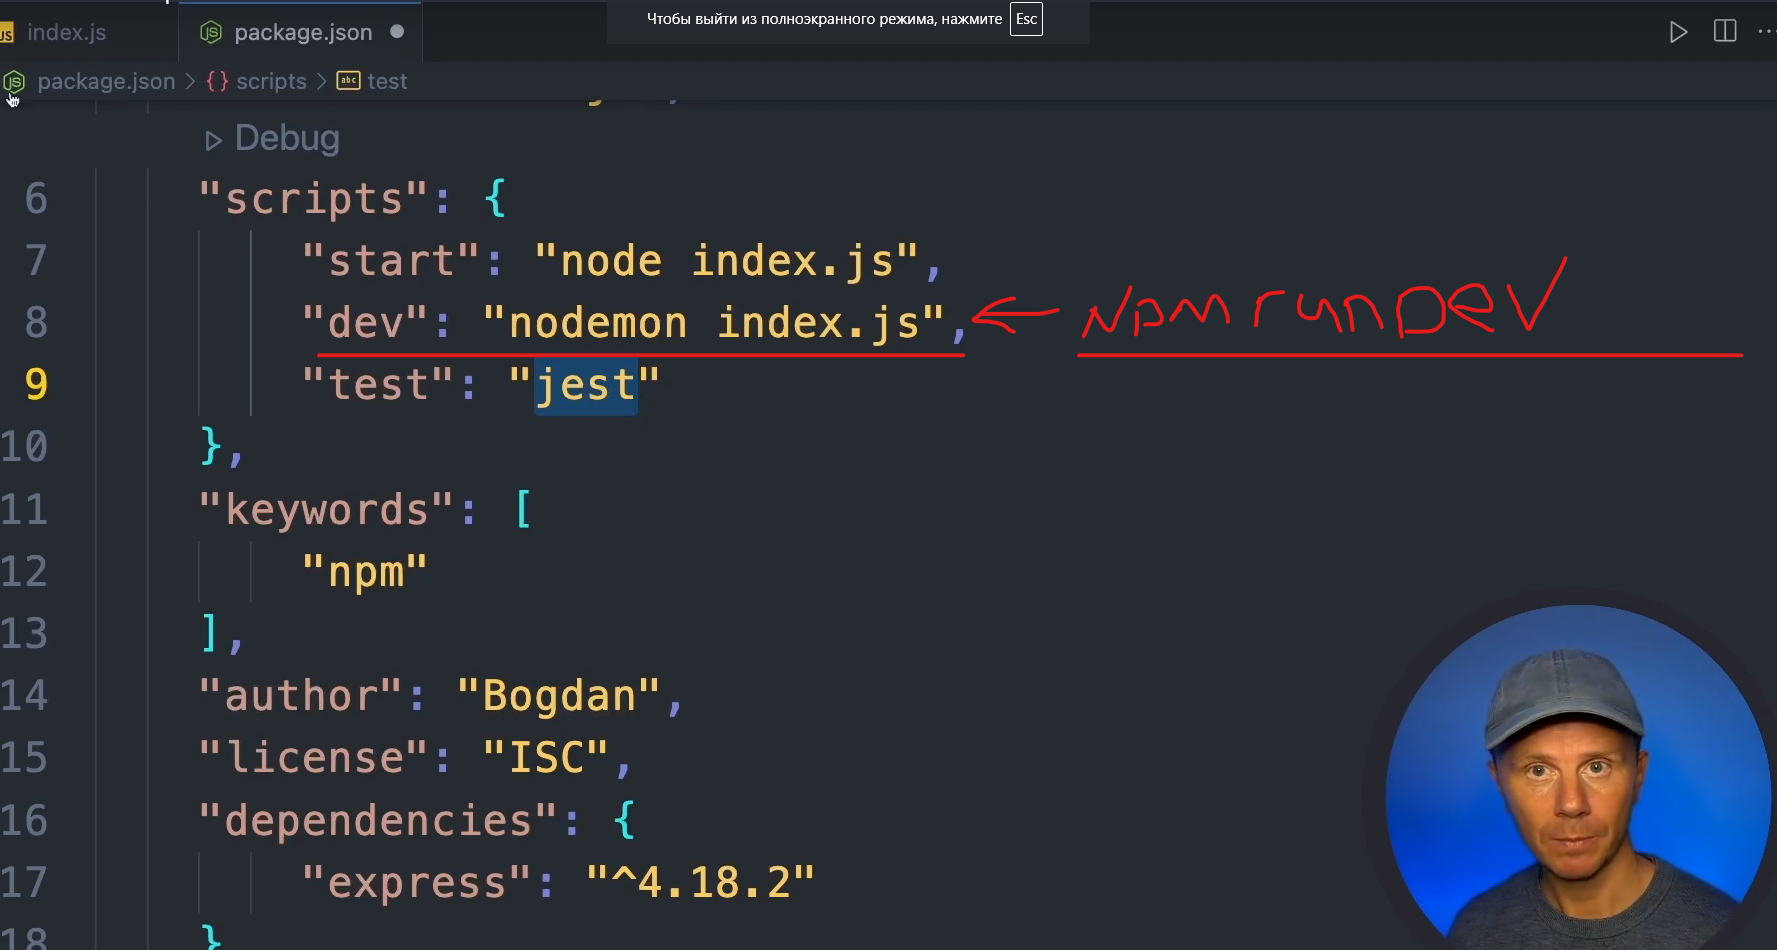 index.js
package.json
Чтобы выйти из полноэкранного режима, нажмите Esc
package.json > {} scripts > abc test
Debug
6 "scripts": {
7 "start": "node index.js",
8 "dev": "nodemon index.js", ← npm run DeV
9 "test": "jest"
10 },
11 "keywords": [
12 "npm"
13 ],
14 "author": "Bogdan",
15 "license": "ISC",
16 "dependencies": {
17 "express": "^4.18.2"
18 }